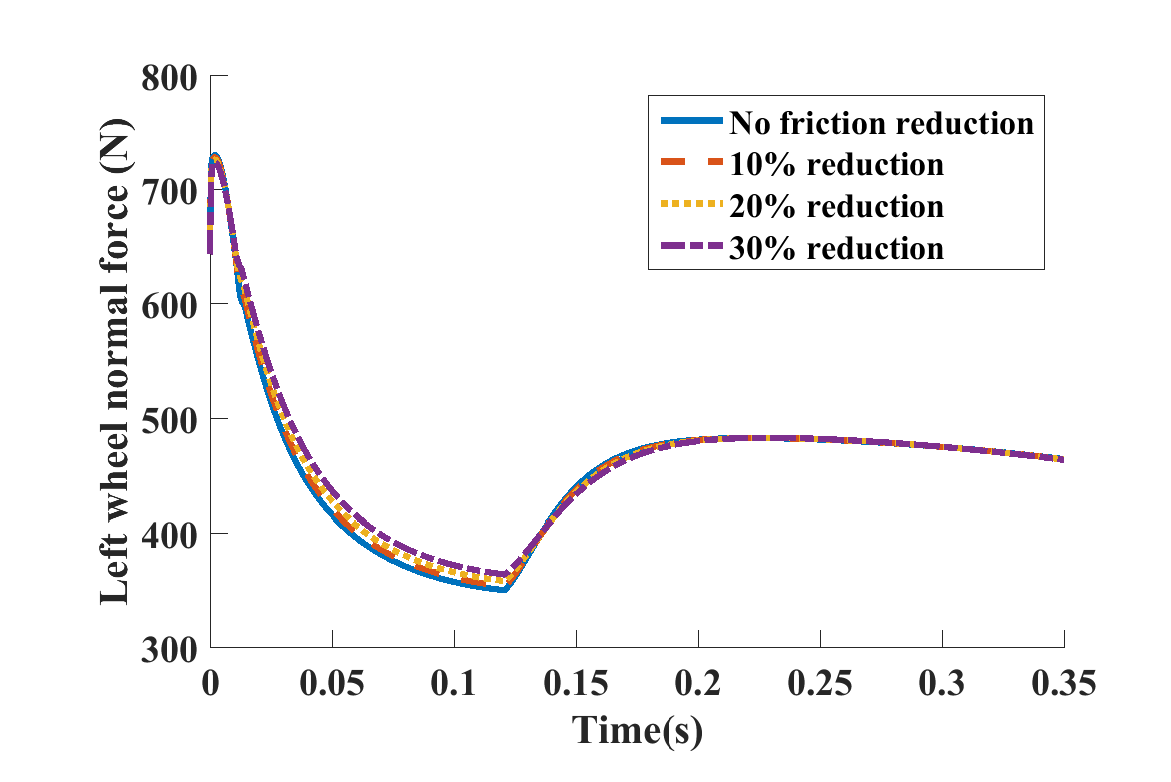 800
700
600
500
400
300
Left wheel normal force (N)
No friction reduction
10% reduction
20% reduction
30% reduction
0 0.05 0.1 0.15 0.2 0.25 0.3 0.35
Time(s)